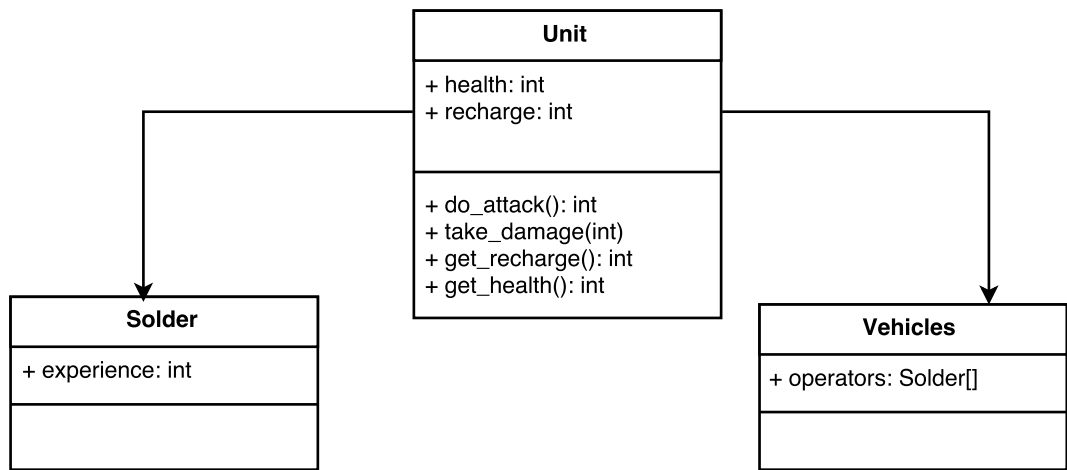 Unit
+ health: int
+ recharge: int
+ do_attack(): int
+ take_damage(int)
+ get_recharge(): int
+ get_health(): int
Solder
+ experience: int
Vehicles
+ operators: Solder[]